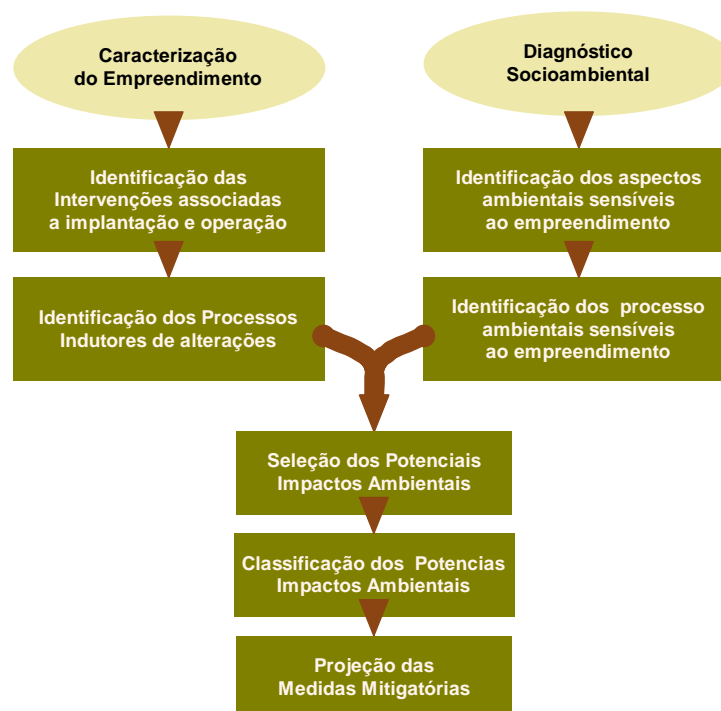 Caracterização
do Empreendimento
Diagnóstico
Socioambiental
Identificação das
Intervenções associadas
a implantação e operação
Identificação dos aspectos
ambientais sensíveis
ao empreendimento
Identificação dos Processos
Indutores de alterações
Identificação dos processo
ambientais sensíveis
ao empreendimento
Seleção dos Potenciais
Impactos Ambientais
Classificação dos Potencias
Impactos Ambientais
Projeção das
Medidas Mitigatórias